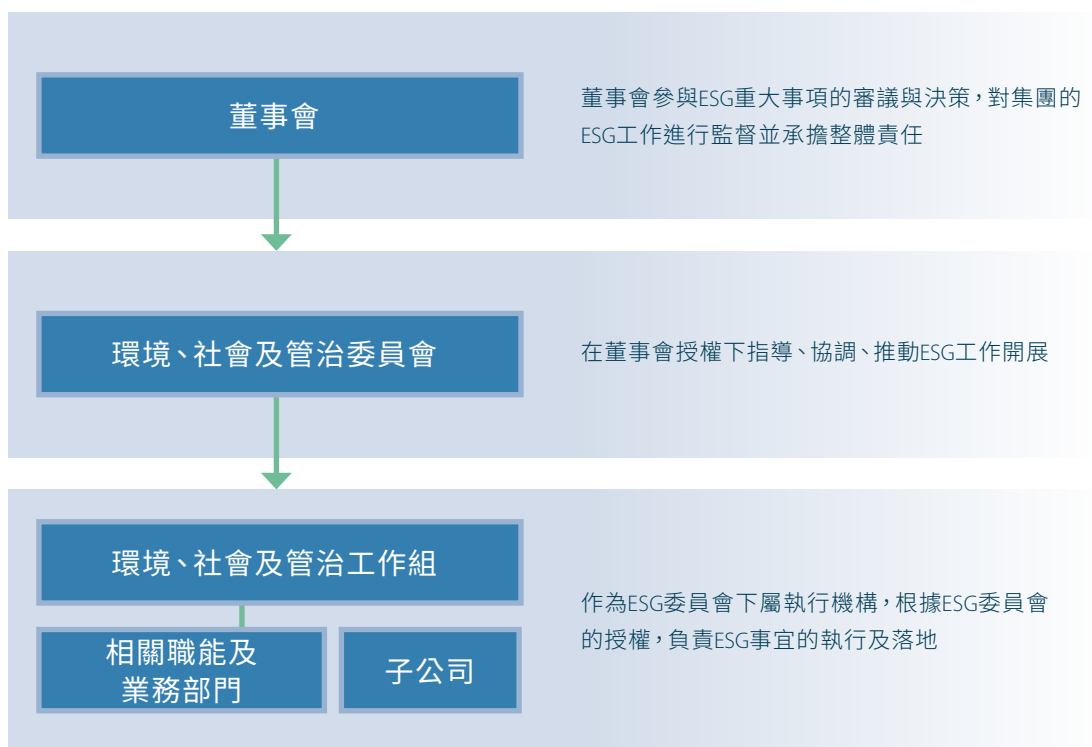 董事會
董事會參與ESG重大事項的審議與決策，對集團的
ESG工作進行監督並承擔整體責任
環境、社會及管治委員會
在董事會授權下指導、協調、推動ESG工作開展
環境、社會及管治工作組
相關職能及
業務部門
子公司
作為ESG委員會下屬執行機構，根據ESG委員會
的授權，負責ESG事宜的執行及落地